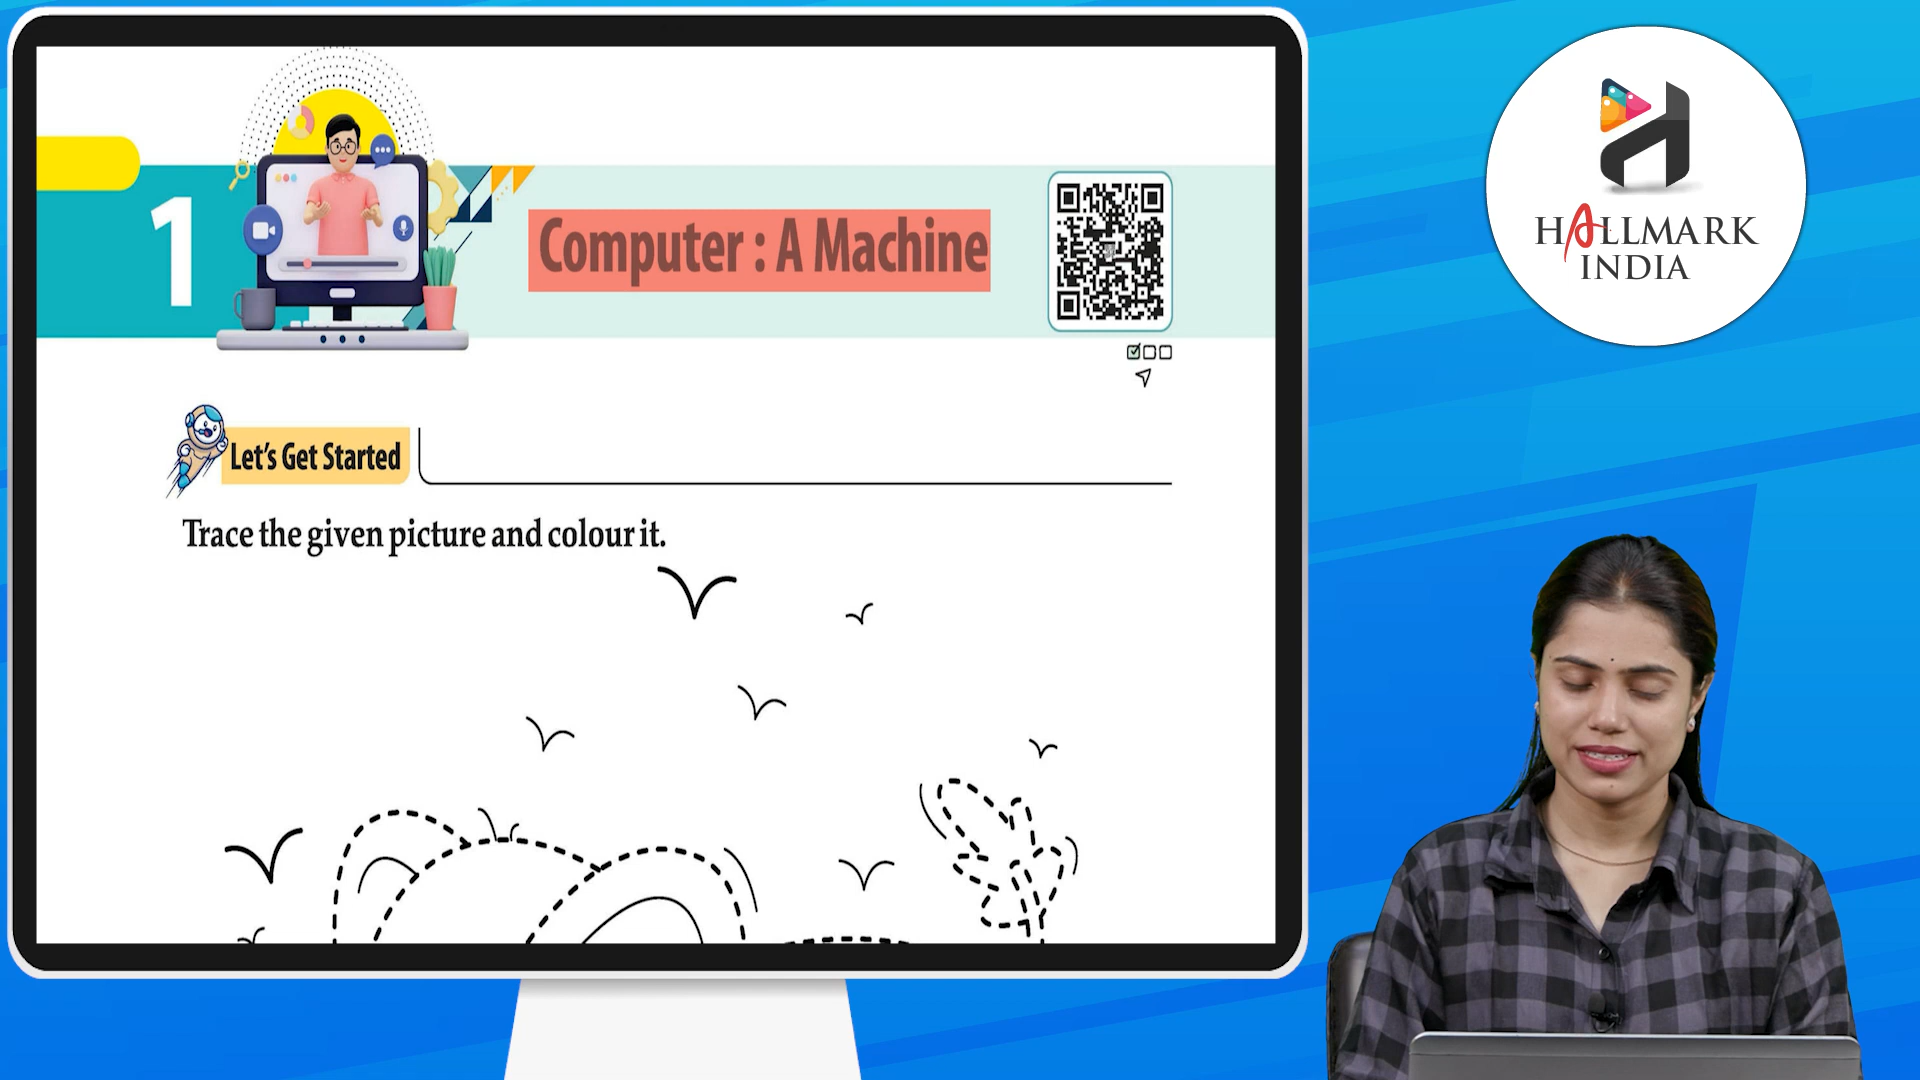 1
Computer : A Machine
HALLMARK
INDIA
Let's Get Started
Trace the given picture and colour it.